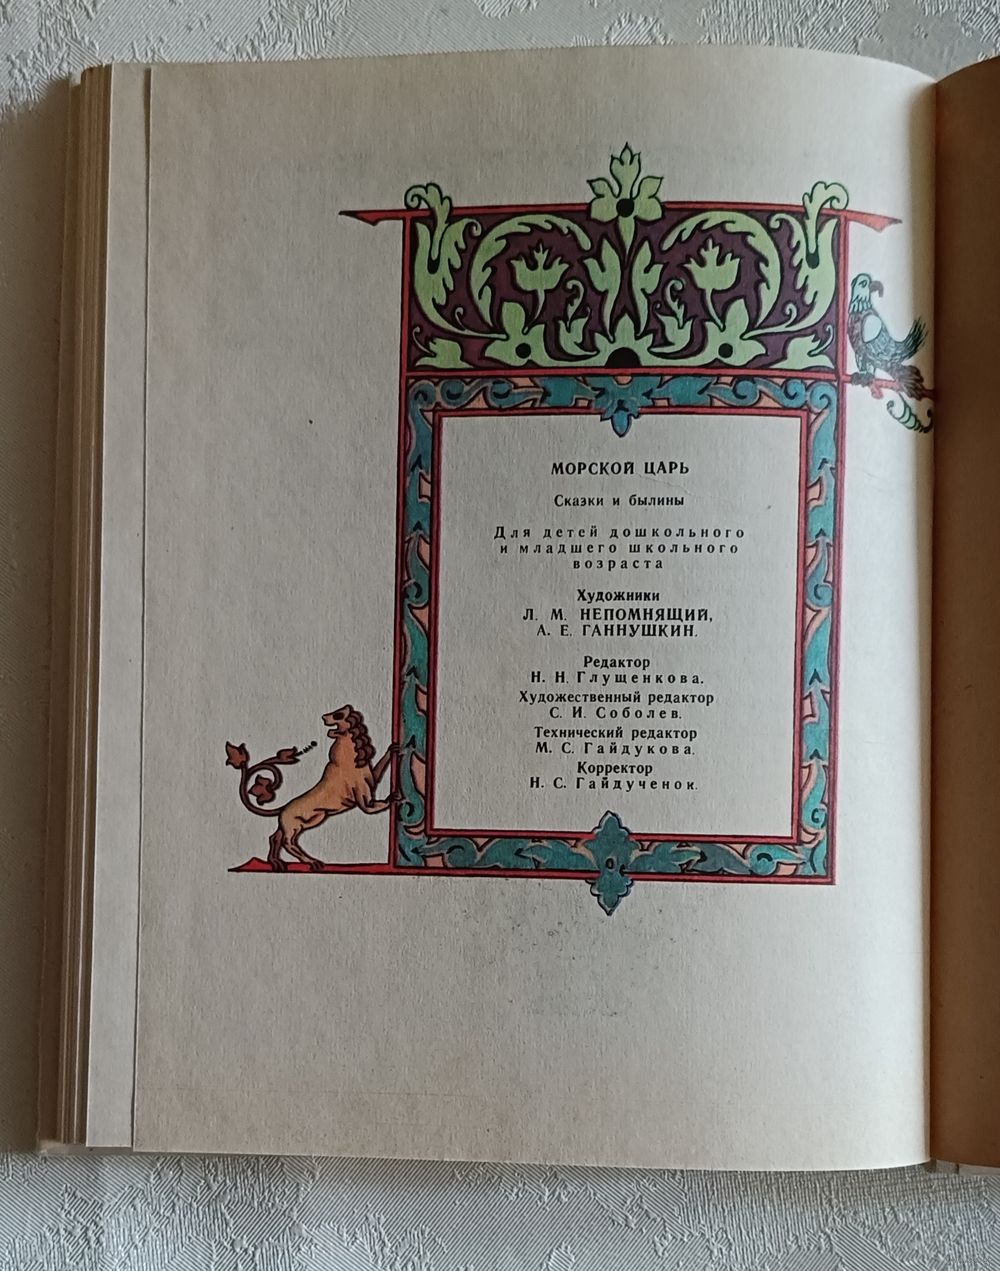 МОРСКОЙ ЦАРЬ
Сказки и былины
Для детей дошкольного
и младшего школьного
возраста
Художники
Л. М. НЕПОМНЯЩИЙ,
А. Е. ГАННУШКИН.
Редактор
Н. Н. Глущенкова.
Художественный редактор
С. И. Соболев.
Технический редактор
М. С. Гайдукова.
Корректор
Н. С. Гайдученок.